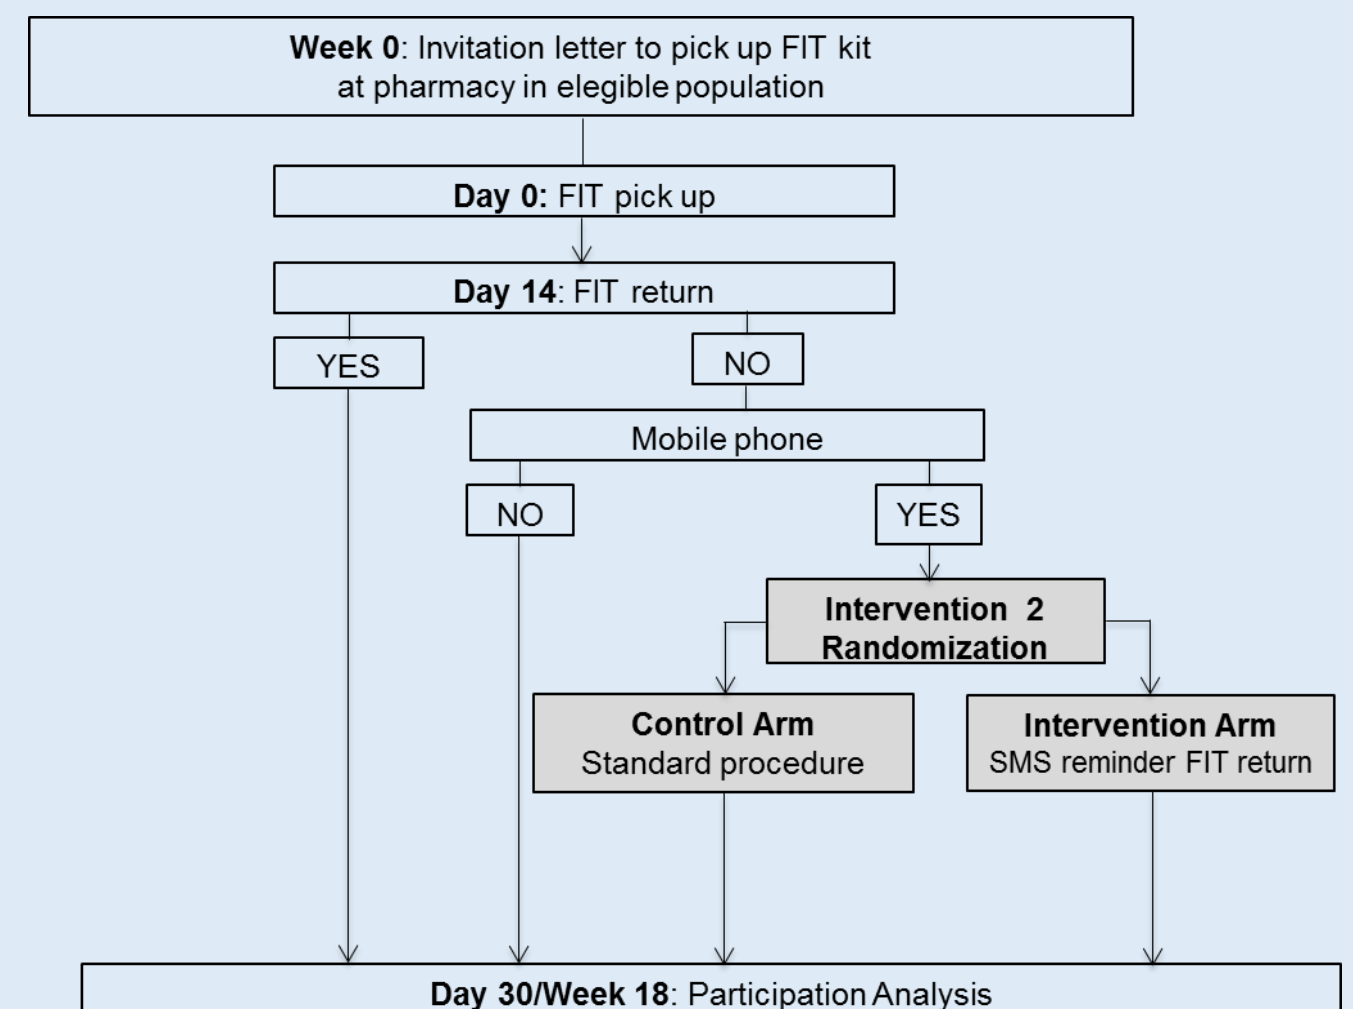 Week 0: Invitation letter to pick up FIT kit
at pharmacy in elegible population
Day 0: FIT pick up
Day 14: FIT return
YES
NO
Mobile phone
NO
YES
Intervention 2
Randomization
Control Arm
Standard procedure
Intervention Arm
SMS reminder FIT return
Day 30/Week 18: Participation Analysis